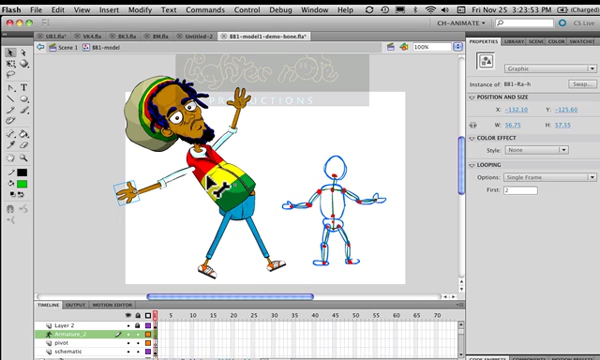 Flash File Edit View Insert Modify Text Commands Control Debug Window Fri Nov 25 3:23:53 PM (Charged)
CH-ANIMATE CS Live
UB1.fla* VK4.fla* BK3.fla* BM.fla* Untitled-2 BB1-model1-demo-bone.fla*
Scene 1 BB1-model 100%
lighter note
PRODUCTIONS
PROPERTIES LIBRARY SCENE COLOR SWATCH
Graphic
Instance of: BB1-Ra-h Swap...
POSITION AND SIZE
X: -132.10 Y: -125.60
W: 56.75 H: 37.55
COLOR EFFECT
Style: None
LOOPING
Options: Single Frame
First: 2
TIMELINE OUTPUT MOTION EDITOR
1 5 10 15 20 25 30 35 40 45 50 55 60 65 70
Layer 2
Armature_2
pivot
schematic